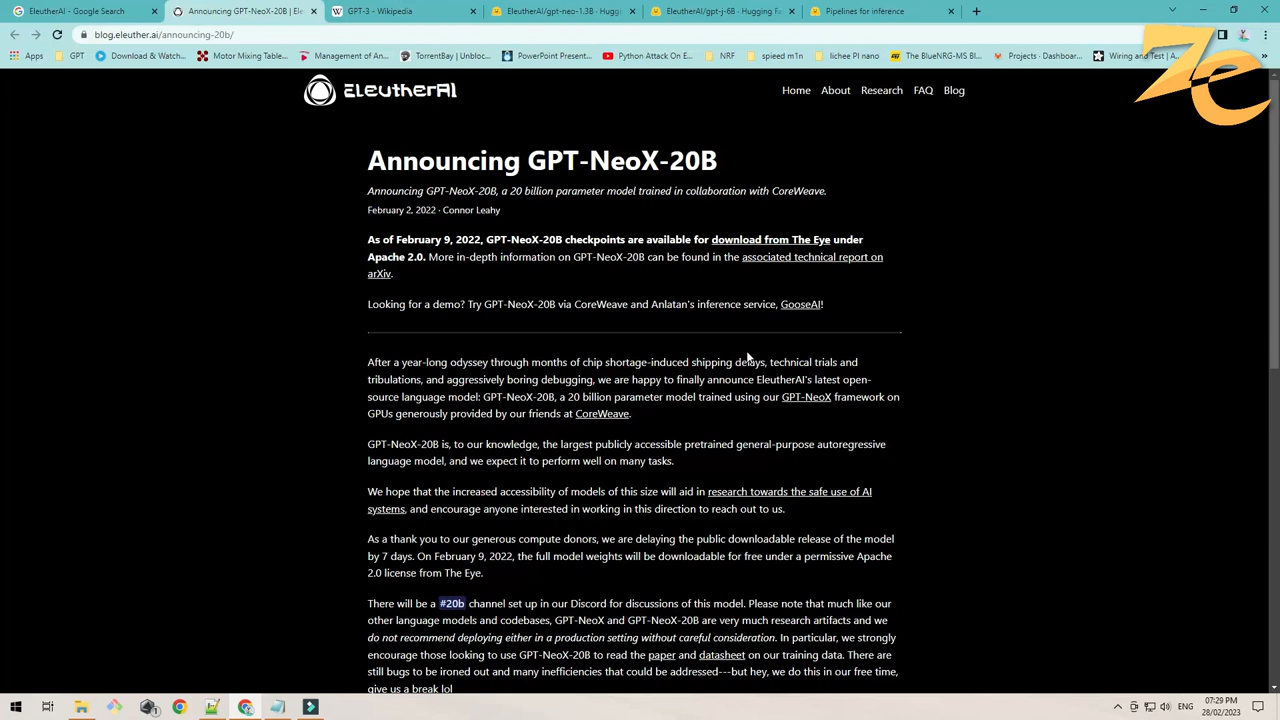 EleutherAI - Google Search
Announcing GPT-NeoX-20B | Ele
GPT-3 - Wikipedia
EleutherAI/gpt-neo-1.3B · Huggi
EleutherAI/gpt-j-6B · Hugging F
Pipelines for inference
blog.eleuther.ai/announcing-20b/
Apps
GPT
Download & Watch...
Motor Mixing Table...
Management of An...
TorrentBay | Unbloc...
PowerPoint Present...
Python Attack On E...
NRF
spieed m1n
lichee PI nano
The BlueNRG-MS Bl...
Projects · Dashboar...
Wiring and Test | A...
ZC
EleutherAI
Home About Research FAQ Blog
Announcing GPT-NeoX-20B
Announcing GPT-NeoX-20B, a 20 billion parameter model trained in collaboration with CoreWeave.
February 2, 2022 · Connor Leahy
As of February 9, 2022, GPT-NeoX-20B checkpoints are available for download from The Eye under
Apache 2.0. More in-depth information on GPT-NeoX-20B can be found in the associated technical report on
arXiv.
Looking for a demo? Try GPT-NeoX-20B via CoreWeave and Anlatan's inference service, GooseAI!
After a year-long odyssey through months of chip shortage-induced shipping delays, technical trials and
tribulations, and aggressively boring debugging, we are happy to finally announce EleutherAI's latest open-
source language model: GPT-NeoX-20B, a 20 billion parameter model trained using our GPT-NeoX framework on
GPUs generously provided by our friends at CoreWeave.
GPT-NeoX-20B is, to our knowledge, the largest publicly accessible pretrained general-purpose autoregressive
language model, and we expect it to perform well on many tasks.
We hope that the increased accessibility of models of this size will aid in research towards the safe use of AI
systems, and encourage anyone interested in working in this direction to reach out to us.
As a thank you to our generous compute donors, we are delaying the public downloadable release of the model
by 7 days. On February 9, 2022, the full model weights will be downloadable for free under a permissive Apache
2.0 license from The Eye.
There will be a #20b channel set up in our Discord for discussions of this model. Please note that much like our
other language models and codebases, GPT-NeoX and GPT-NeoX-20B are very much research artifacts and we
do not recommend deploying either in a production setting without careful consideration. In particular, we strongly
encourage those looking to use GPT-NeoX-20B to read the paper and datasheet on our training data. There are
still bugs to be ironed out and many inefficiencies that could be addressed---but hey, we do this in our free time,
give us a break lol
ENG
07:29 PM
28/02/2023